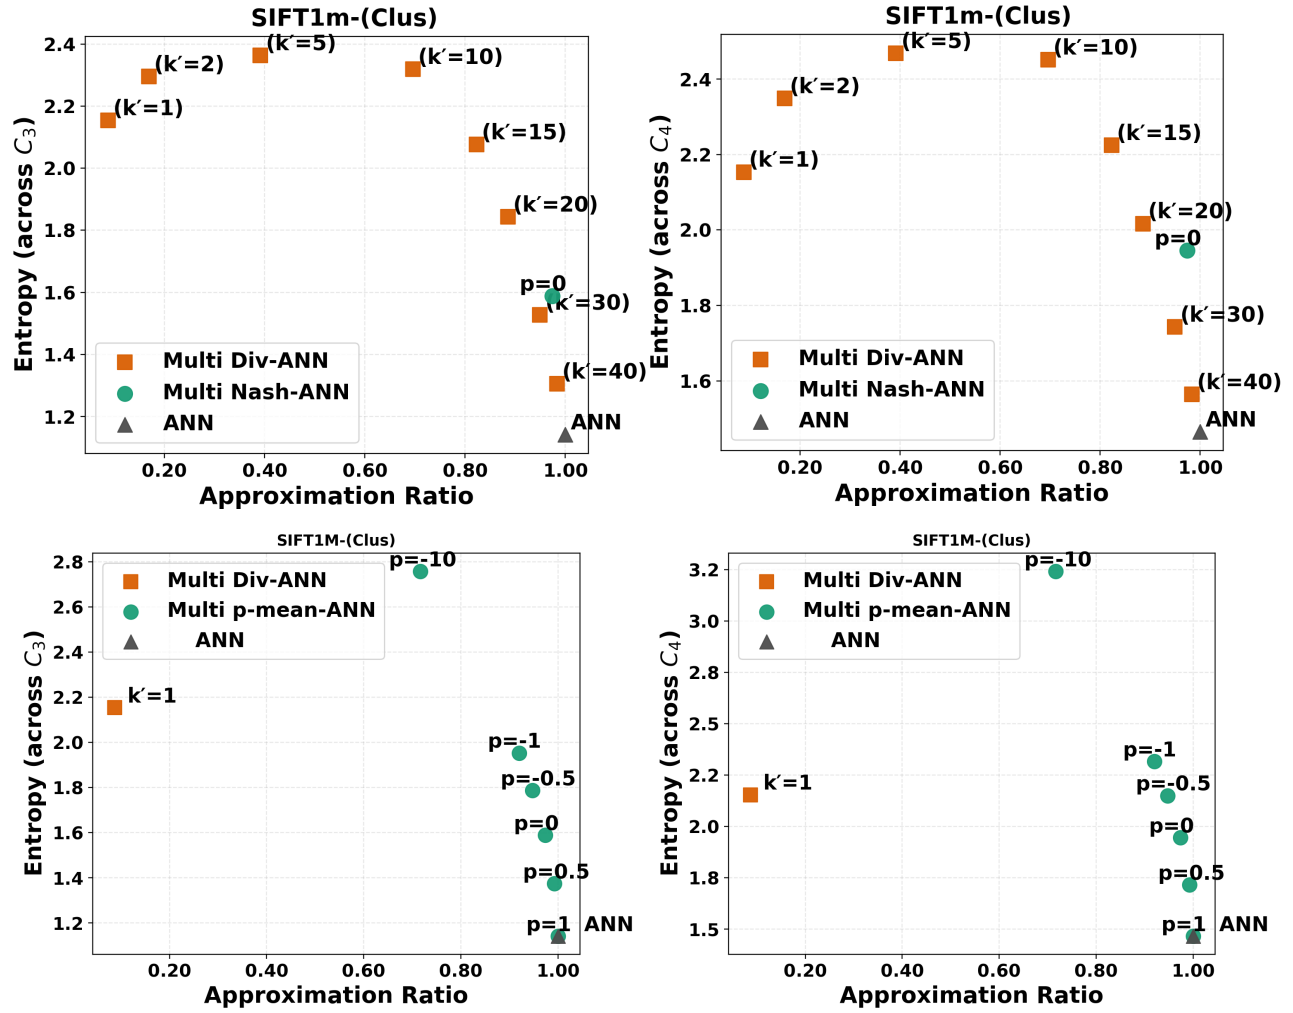 SIFT1m-(Clus)
2.4
2.2
2.0
1.8
1.6
1.4
1.2
Entropy (across C3)
(k′=1)
(k′=2)
(k′=5)
(k′=10)
(k′=15)
(k′=20)
p=0
(k′=30)
(k′=40)
ANN
Multi Div-ANN
Multi Nash-ANN
ANN
0.20 0.40 0.60 0.80 1.00
Approximation Ratio
SIFT1m-(Clus)
2.4
2.2
2.0
1.8
1.6
Entropy (across C4)
(k′=1)
(k′=2)
(k′=5)
(k′=10)
(k′=15)
(k′=20)
p=0
(k′=30)
(k′=40)
ANN
Multi Div-ANN
Multi Nash-ANN
ANN
0.20 0.40 0.60 0.80 1.00
Approximation Ratio
SIFT1M-(Clus)
2.8
2.6
2.4
2.2
2.0
1.8
1.6
1.4
1.2
Entropy (across C3)
Multi Div-ANN
Multi p-mean-ANN
ANN
p=-10
k′=1
p=-1
p=-0.5
p=0
p=0.5
p=1 ANN
0.20 0.40 0.60 0.80 1.00
Approximation Ratio
SIFT1M-(Clus)
3.2
3.0
2.8
2.5
2.2
2.0
1.8
1.5
Entropy (across C4)
Multi Div-ANN
Multi p-mean-ANN
ANN
p=-10
k′=1
p=-1
p=-0.5
p=0
p=0.5
p=1 ANN
0.20 0.40 0.60 0.80 1.00
Approximation Ratio